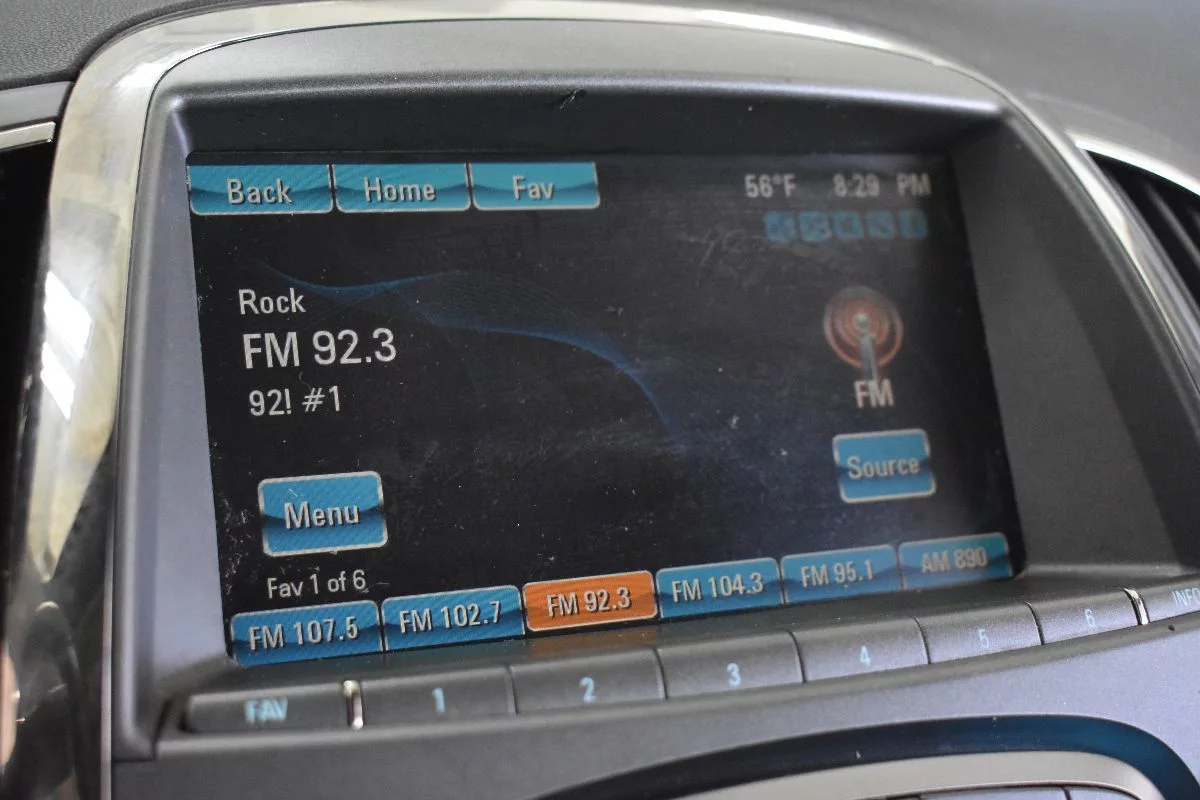 Back Home Fav 56°F 8:29 PM
Rock
FM 92.3
92! #1
FM
Source
Menu
Fav 1 of 6
FM 107.5 FM 102.7 FM 92.3 FM 104.3 FM 95.1 AM 890
FAV 1 2 3 4 5 6 INFO